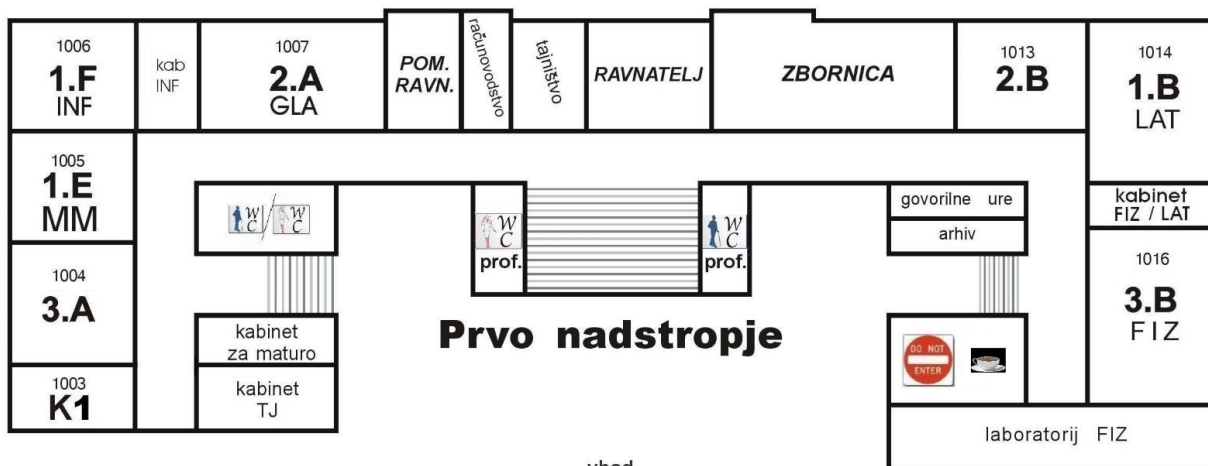 1006
1.F
INF
kab
INF
1007
2.A
GLA
POM.
RAVN.
računovodstvo
tajništvo
RAVNATELJ
ZBORNICA
1013
2.B
1014
1.B
LAT
1005
1.E
MM
W
C
W
C
W
C
prof.
W
C
prof.
govorilne ure
arhiv
kabinet
FIZ / LAT
1004
3.A
kabinet
za maturo
Prvo nadstropje
DO NOT
ENTER
1016
3.B
FIZ
1003
K1
kabinet
TJ
laboratorij FIZ
vhod